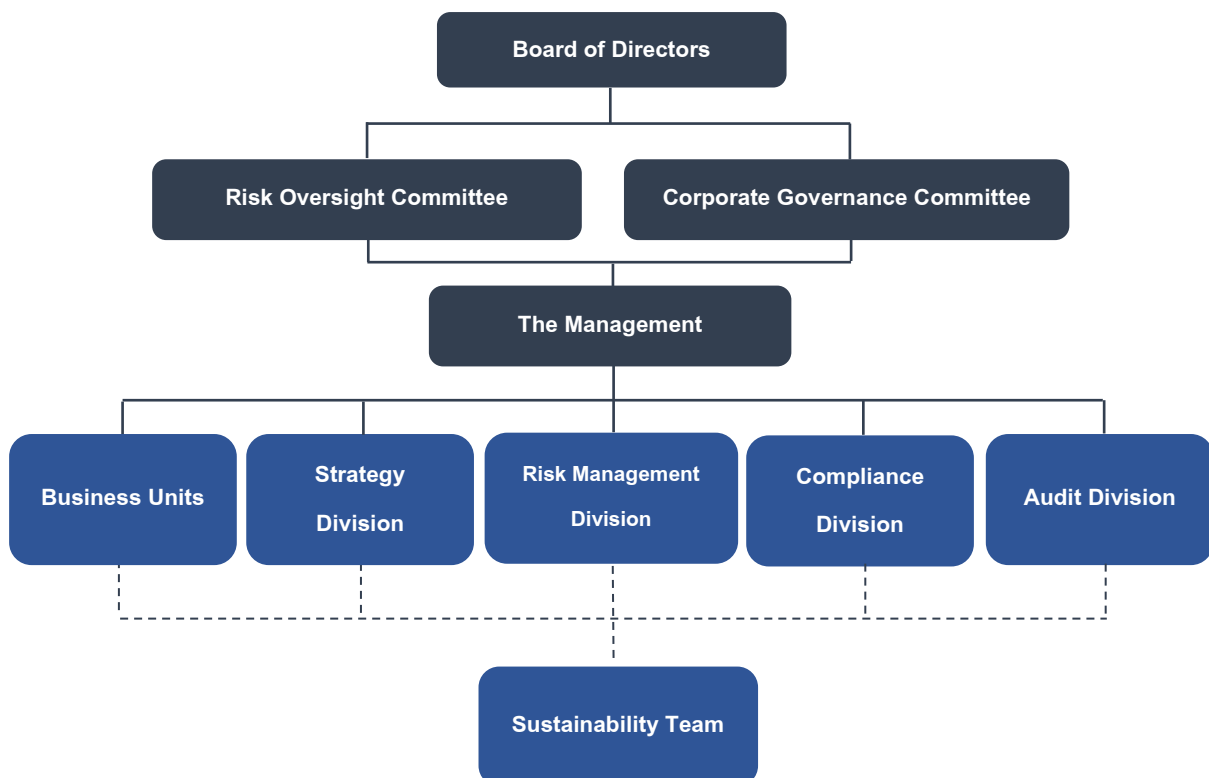 Board of Directors
Risk Oversight Committee
Corporate Governance Committee
The Management
Business Units
Strategy
Division
Risk Management
Division
Compliance
Division
Audit Division
Sustainability Team